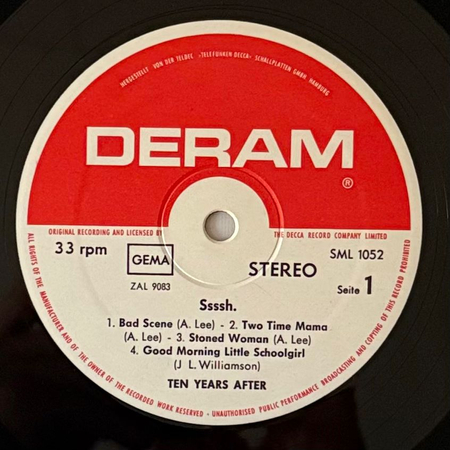 HERGESTELLT VON DER TELDEC »TELEFUNKEN DECCA« SCHALLPLATTEN GMBH, HAMBURG
DERAM
®
ORIGINAL RECORDING AND LICENSED BY THE DECCA RECORD COMPANY LIMITED
33 rpm GEMA STEREO SML 1052
ZAL 9083 Seite 1
Ssssh.
1. Bad Scene (A. Lee) - 2. Two Time Mama
(A. Lee) - 3. Stoned Woman (A. Lee)
4. Good Morning Little Schoolgirl
(J L. Williamson)
TEN YEARS AFTER
ALL RIGHTS OF THE MANUFACTURER AND OF THE OWNER OF THE RECORDED WORK RESERVED - UNAUTHORISED PUBLIC PERFORMANCE BROADCASTING AND COPYING OF THIS RECORD PROHIBITED